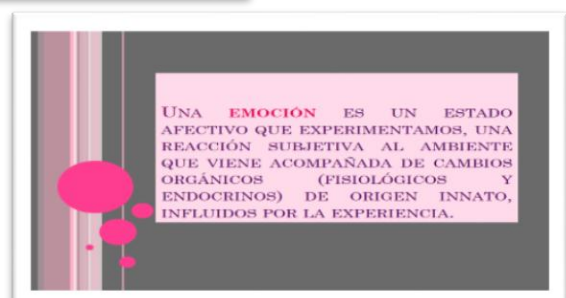 UNA EMOCIÓN ES UN ESTADO
AFECTIVO QUE EXPERIMENTAMOS, UNA
REACCIÓN SUBJETIVA AL AMBIENTE
QUE VIENE ACOMPAÑADA DE CAMBIOS
ORGÁNICOS (FISIOLÓGICOS Y
ENDOCRINOS) DE ORIGEN INNATO,
INFLUIDOS POR LA EXPERIENCIA.